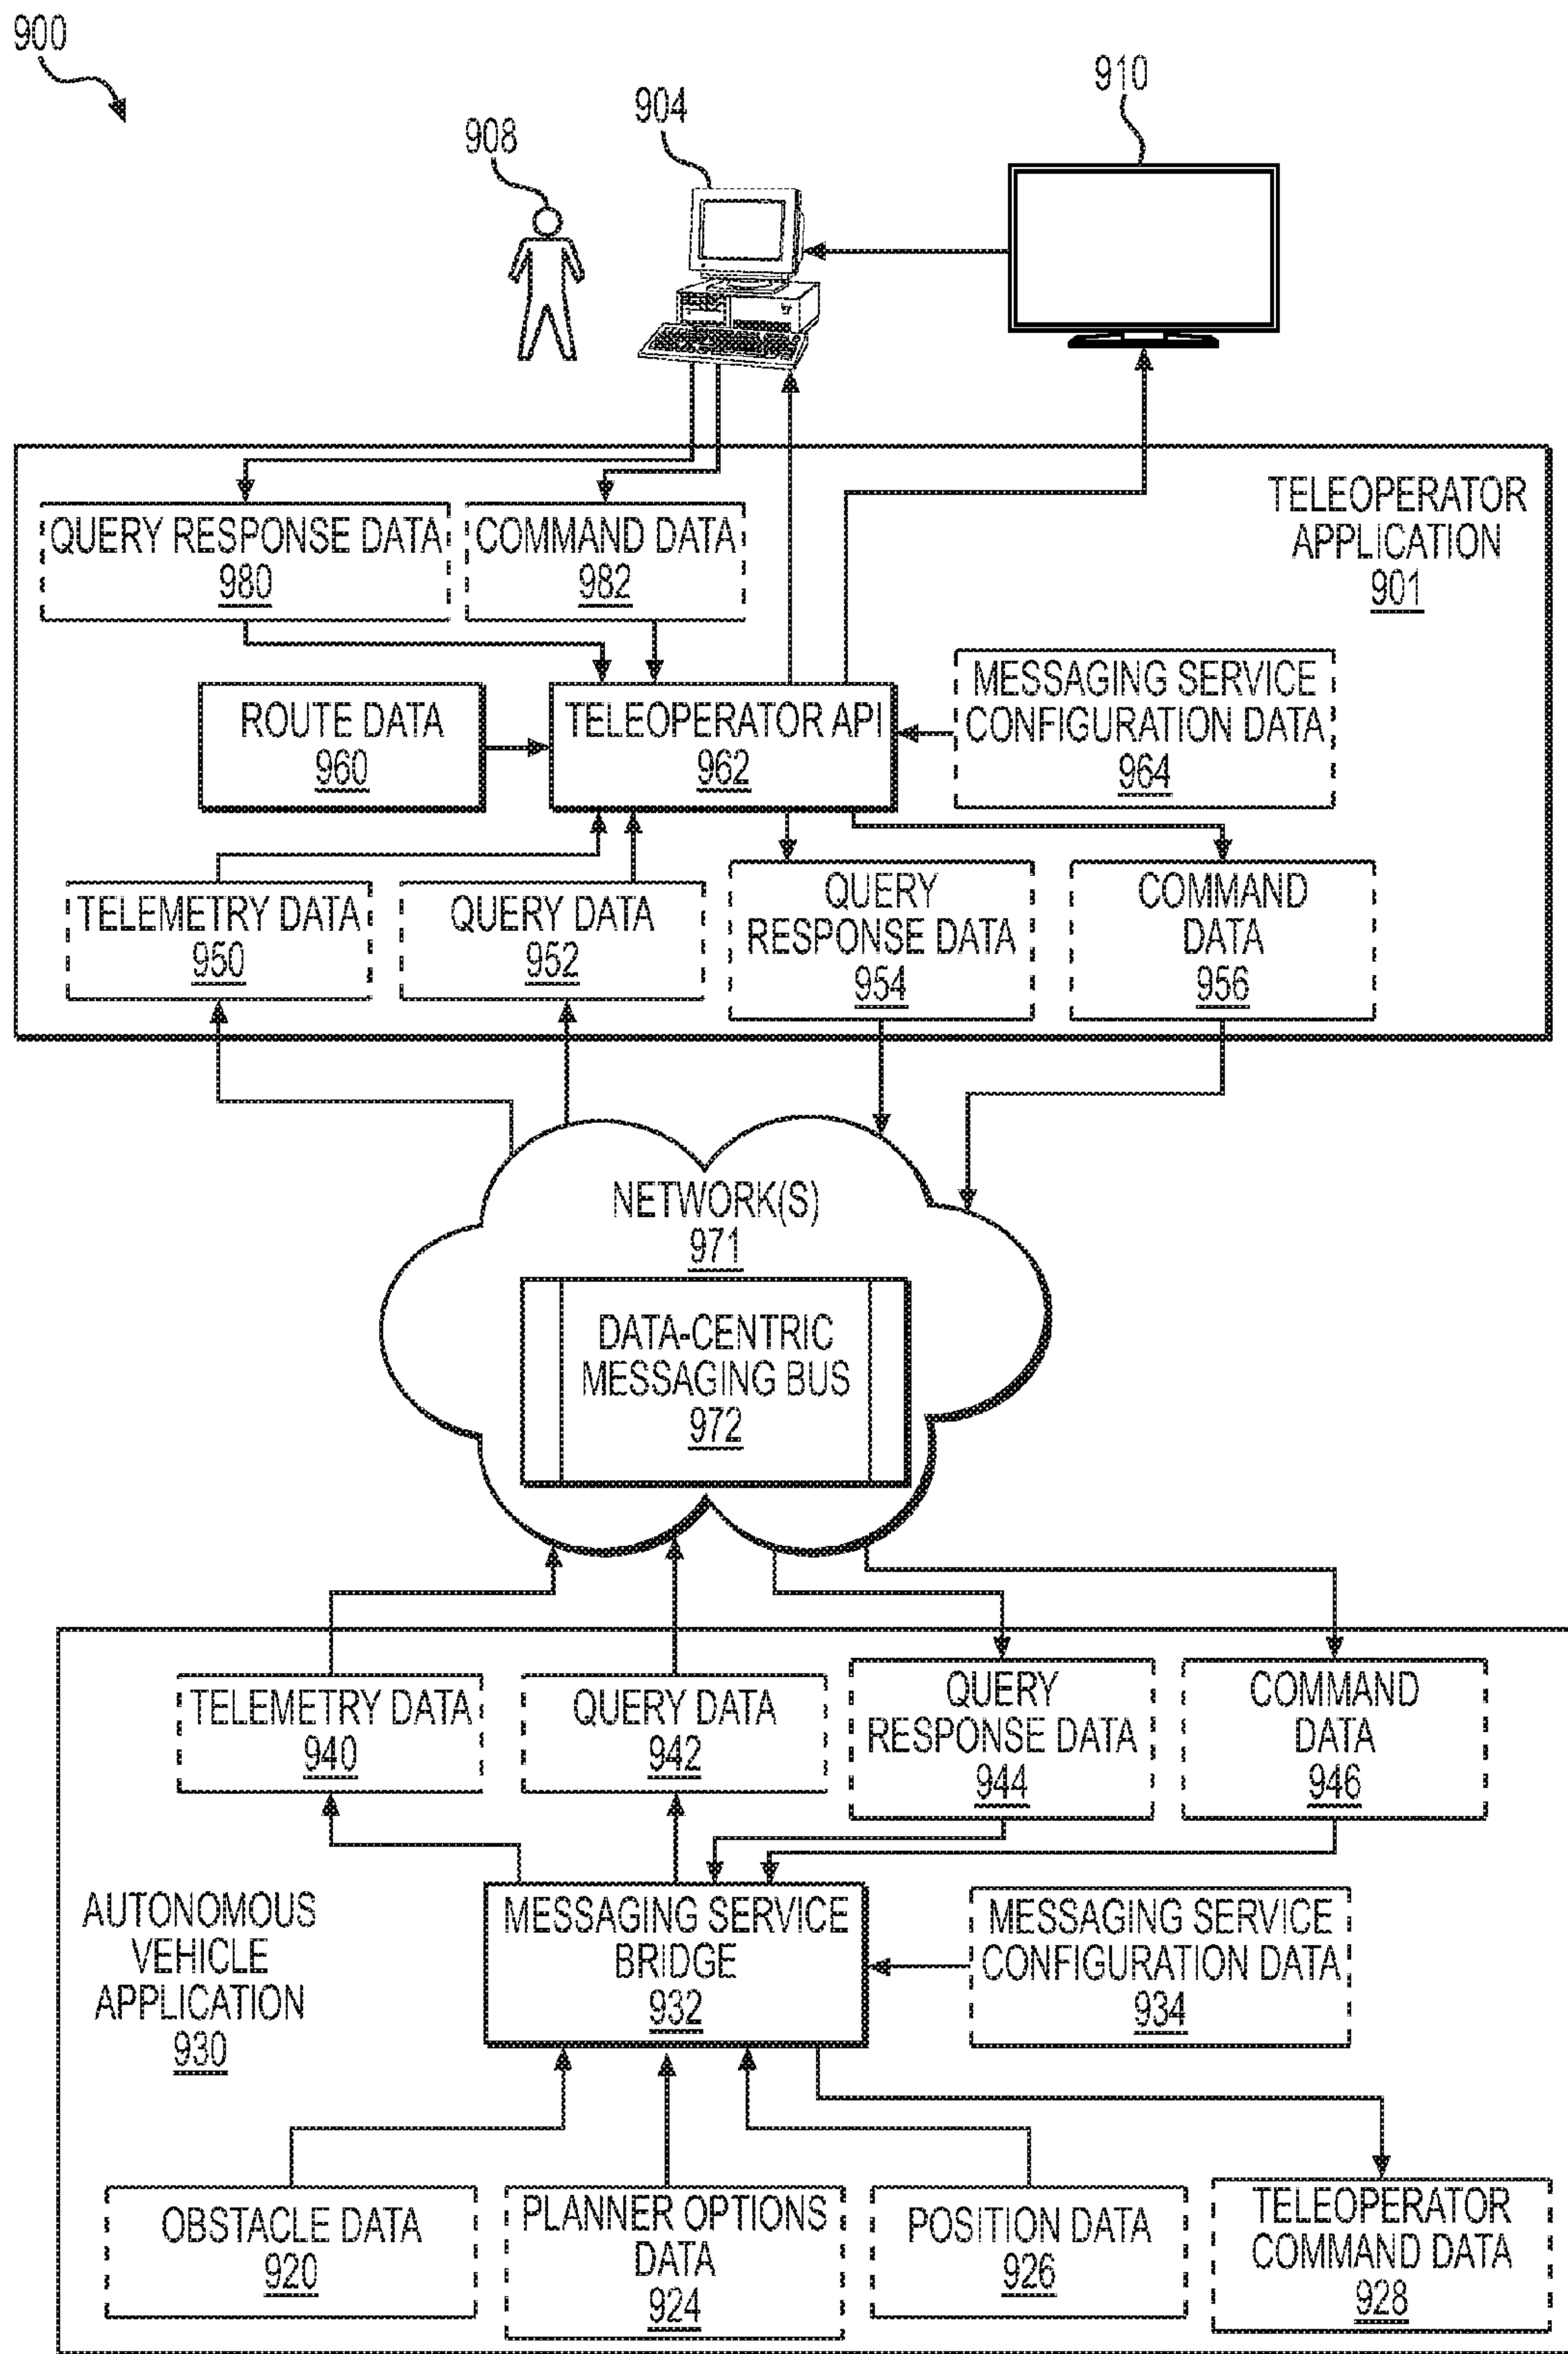 900
910
904
908
QUERY RESPONSE DATA
980
COMMAND DATA
982
TELEOPERATOR
APPLICATION
901
ROUTE DATA
960
TELEOPERATOR API
962
MESSAGING SERVICE
CONFIGURATION DATA
964
TELEMETRY DATA
950
QUERY DATA
952
QUERY
RESPONSE DATA
954
COMMAND
DATA
956
NETWORK(S)
971
DATA-CENTRIC
MESSAGING BUS
972
TELEMETRY DATA
940
QUERY DATA
942
QUERY
RESPONSE DATA
944
COMMAND
DATA
946
AUTONOMOUS
VEHICLE
APPLICATION
930
MESSAGING SERVICE
BRIDGE
932
MESSAGING SERVICE
CONFIGURATION DATA
934
OBSTACLE DATA
920
PLANNER OPTIONS
DATA
924
POSITION DATA
926
TELEOPERATOR
COMMAND DATA
928